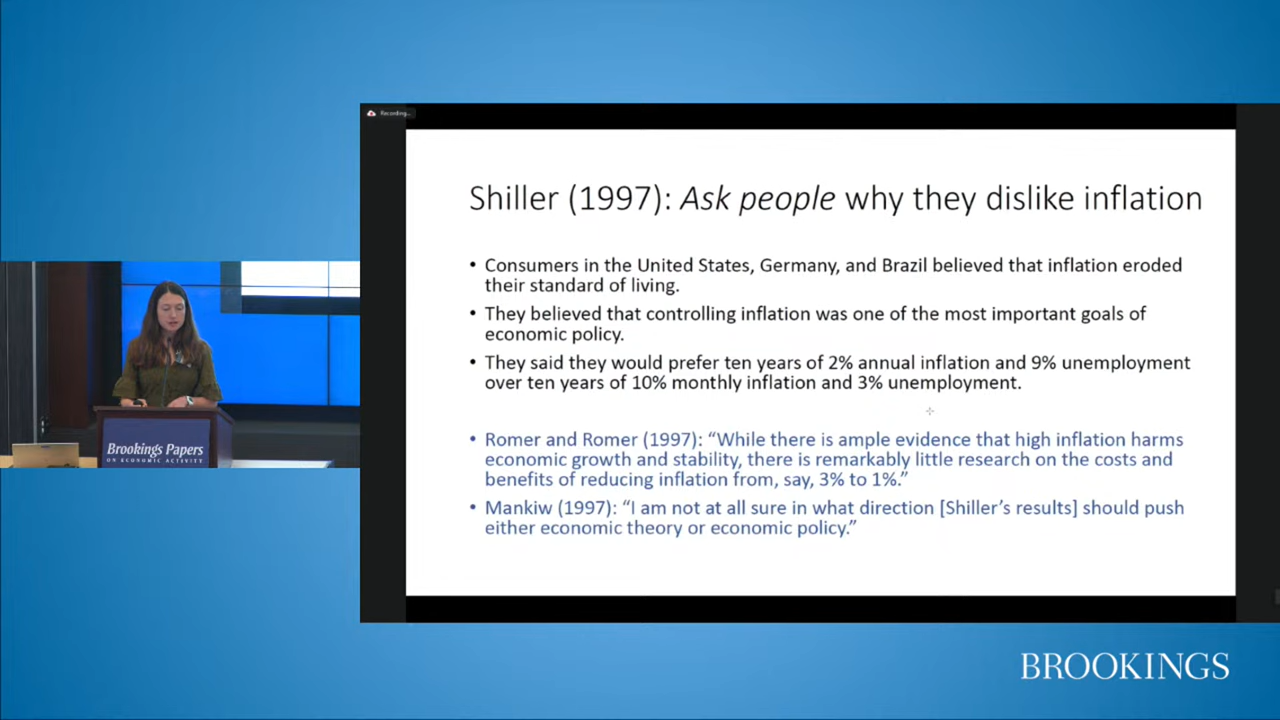 Recording...
Shiller (1997): Ask people why they dislike inflation
• Consumers in the United States, Germany, and Brazil believed that inflation eroded
their standard of living.
• They believed that controlling inflation was one of the most important goals of
economic policy.
• They said they would prefer ten years of 2% annual inflation and 9% unemployment
over ten years of 10% monthly inflation and 3% unemployment.
• Romer and Romer (1997): “While there is ample evidence that high inflation harms
economic growth and stability, there is remarkably little research on the costs and
benefits of reducing inflation from, say, 3% to 1%.”
• Mankiw (1997): “I am not at all sure in what direction [Shiller’s results] should push
either economic theory or economic policy.”
Brookings Papers
ON ECONOMIC ACTIVITY
BROOKINGS